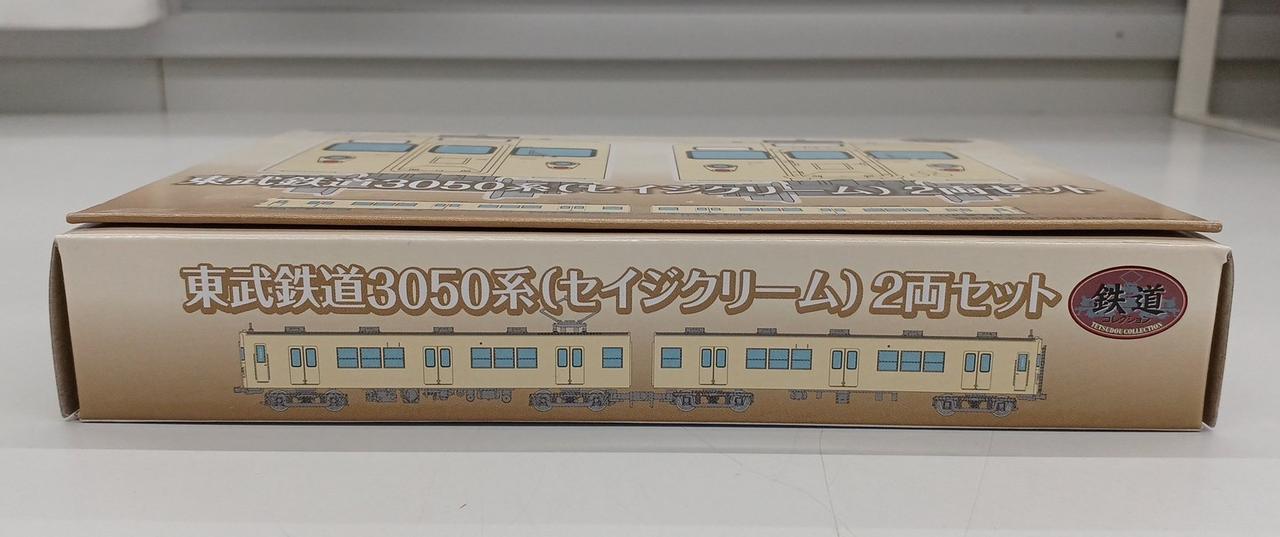 東武鉄道3050系(セイジクリーム) 2両セット
東武鉄道3050系(セイジクリーム) 2両セット
鉄道
コレクション
TETSUDOU COLLECTION